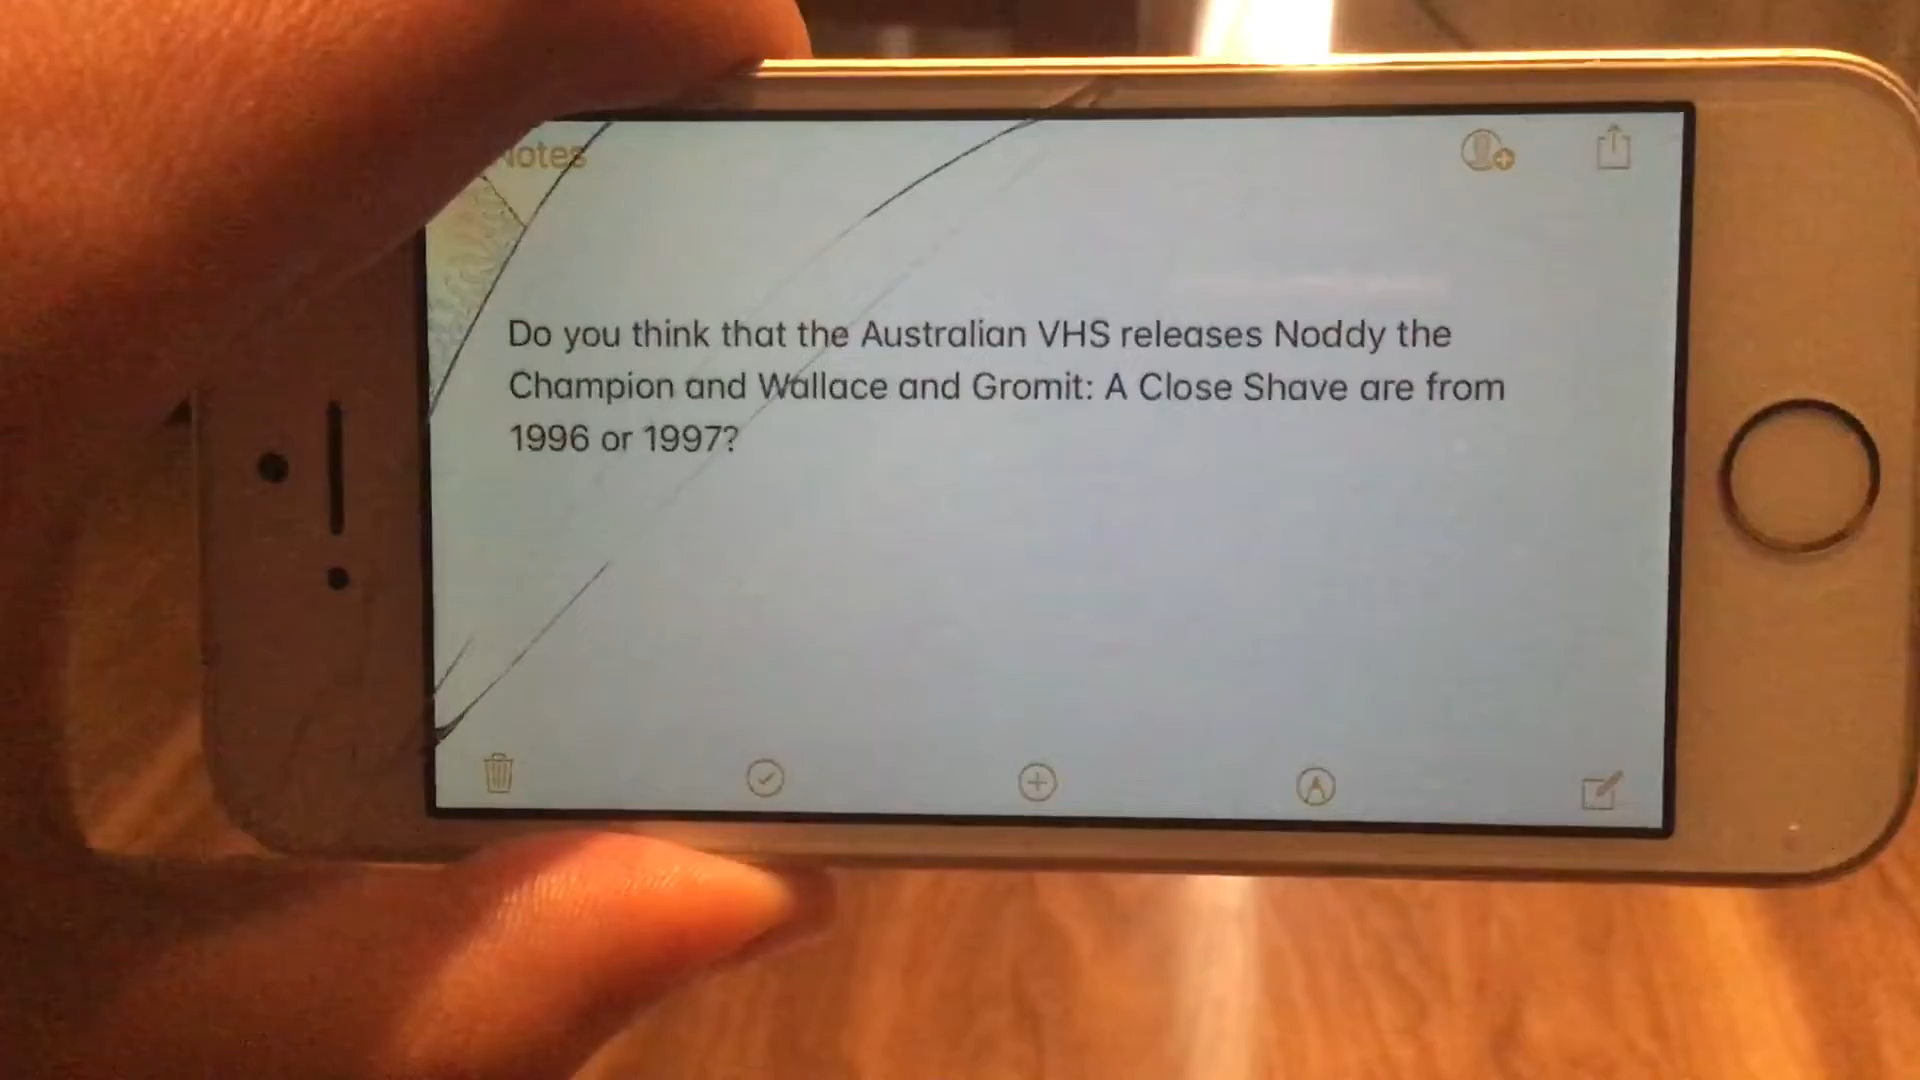 Notes
Do you think that the Australian VHS releases Noddy the
Champion and Wallace and Gromit: A Close Shave are from
1996 or 1997?